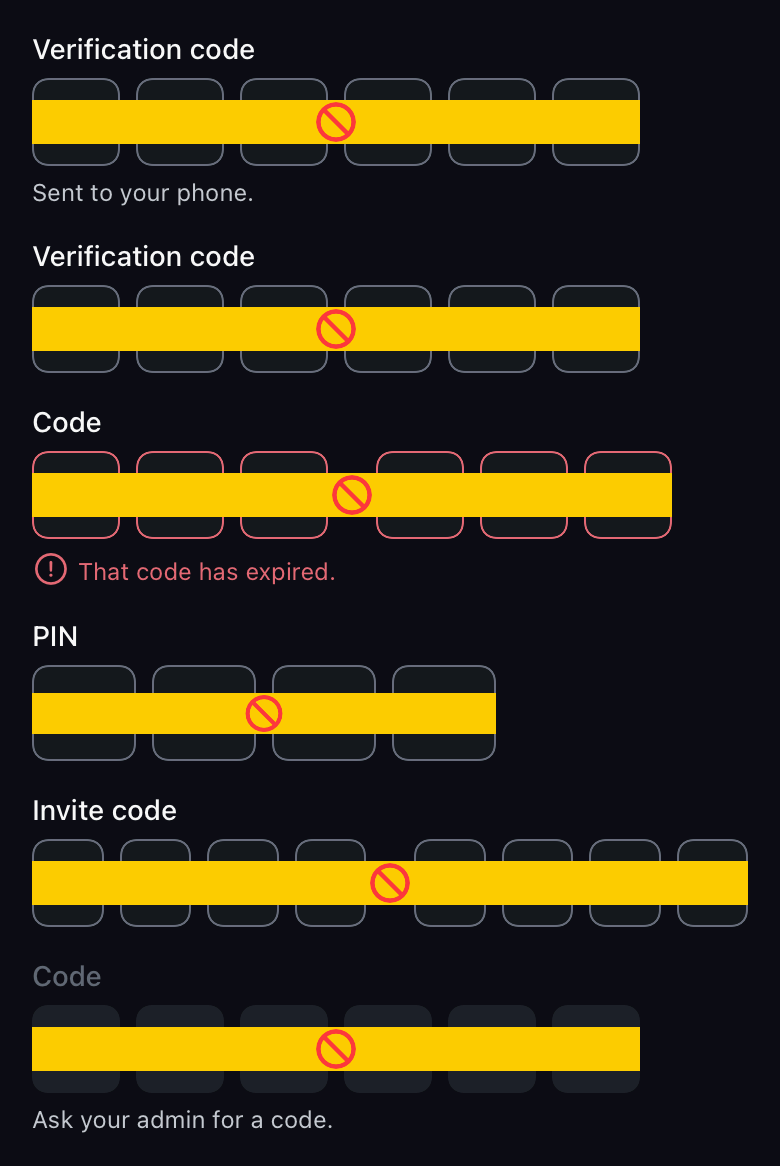 Verification code
Sent to your phone.
Verification code
Code
That code has expired.
PIN
Invite code
Code
Ask your admin for a code.